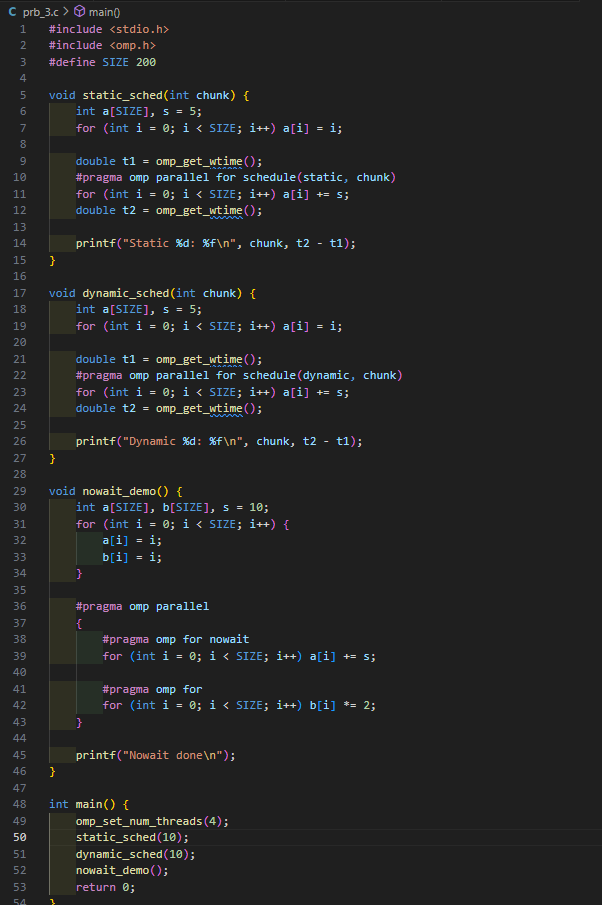 C prb_3.c > main()
1 #include <stdio.h>
2 #include <omp.h>
3 #define SIZE 200
4
5 void static_sched(int chunk) {
6     int a[SIZE], s = 5;
7     for (int i = 0; i < SIZE; i++) a[i] = i;
8
9     double t1 = omp_get_wtime();
10     #pragma omp parallel for schedule(static, chunk)
11     for (int i = 0; i < SIZE; i++) a[i] += s;
12     double t2 = omp_get_wtime();
13
14     printf("Static %d: %f\n", chunk, t2 - t1);
15 }
16
17 void dynamic_sched(int chunk) {
18     int a[SIZE], s = 5;
19     for (int i = 0; i < SIZE; i++) a[i] = i;
20
21     double t1 = omp_get_wtime();
22     #pragma omp parallel for schedule(dynamic, chunk)
23     for (int i = 0; i < SIZE; i++) a[i] += s;
24     double t2 = omp_get_wtime();
25
26     printf("Dynamic %d: %f\n", chunk, t2 - t1);
27 }
28
29 void nowait_demo() {
30     int a[SIZE], b[SIZE], s = 10;
31     for (int i = 0; i < SIZE; i++) {
32         a[i] = i;
33         b[i] = i;
34     }
35
36     #pragma omp parallel
37     {
38         #pragma omp for nowait
39         for (int i = 0; i < SIZE; i++) a[i] += s;
40
41         #pragma omp for
42         for (int i = 0; i < SIZE; i++) b[i] *= 2;
43     }
44
45     printf("Nowait done\n");
46 }
47
48 int main() {
49     omp_set_num_threads(4);
50     static_sched(10);
51     dynamic_sched(10);
52     nowait_demo();
53     return 0;
54 }